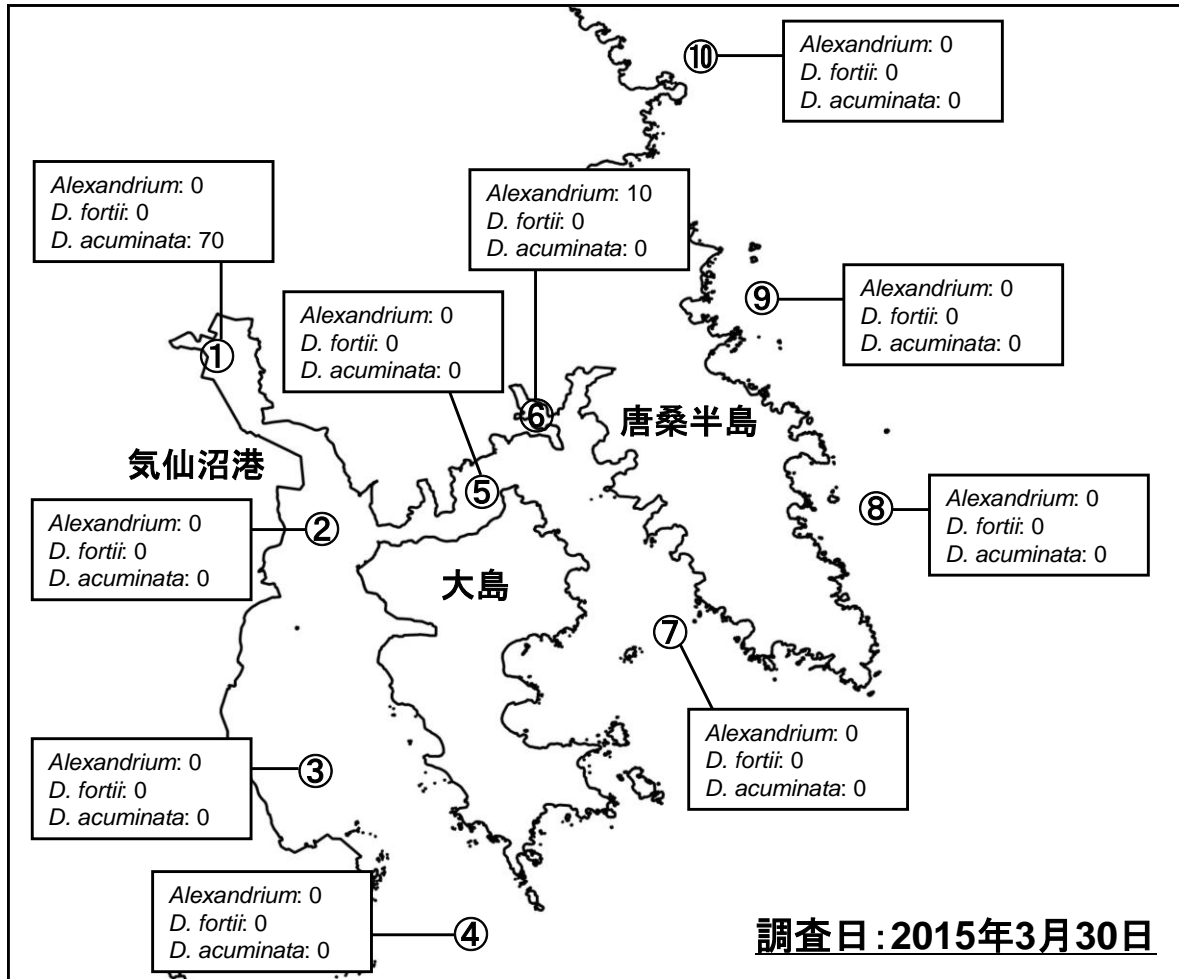 ⑩
Alexandrium: 0
D. fortii: 0
D. acuminata: 0
①
Alexandrium: 0
D. fortii: 0
D. acuminata: 70
⑥
Alexandrium: 10
D. fortii: 0
D. acuminata: 0
⑨
Alexandrium: 0
D. fortii: 0
D. acuminata: 0
⑤
Alexandrium: 0
D. fortii: 0
D. acuminata: 0
唐桑半島
気仙沼港
②
Alexandrium: 0
D. fortii: 0
D. acuminata: 0
⑧
Alexandrium: 0
D. fortii: 0
D. acuminata: 0
大島
⑦
Alexandrium: 0
D. fortii: 0
D. acuminata: 0
③
Alexandrium: 0
D. fortii: 0
D. acuminata: 0
④
Alexandrium: 0
D. fortii: 0
D. acuminata: 0
調査日:2015年3月30日